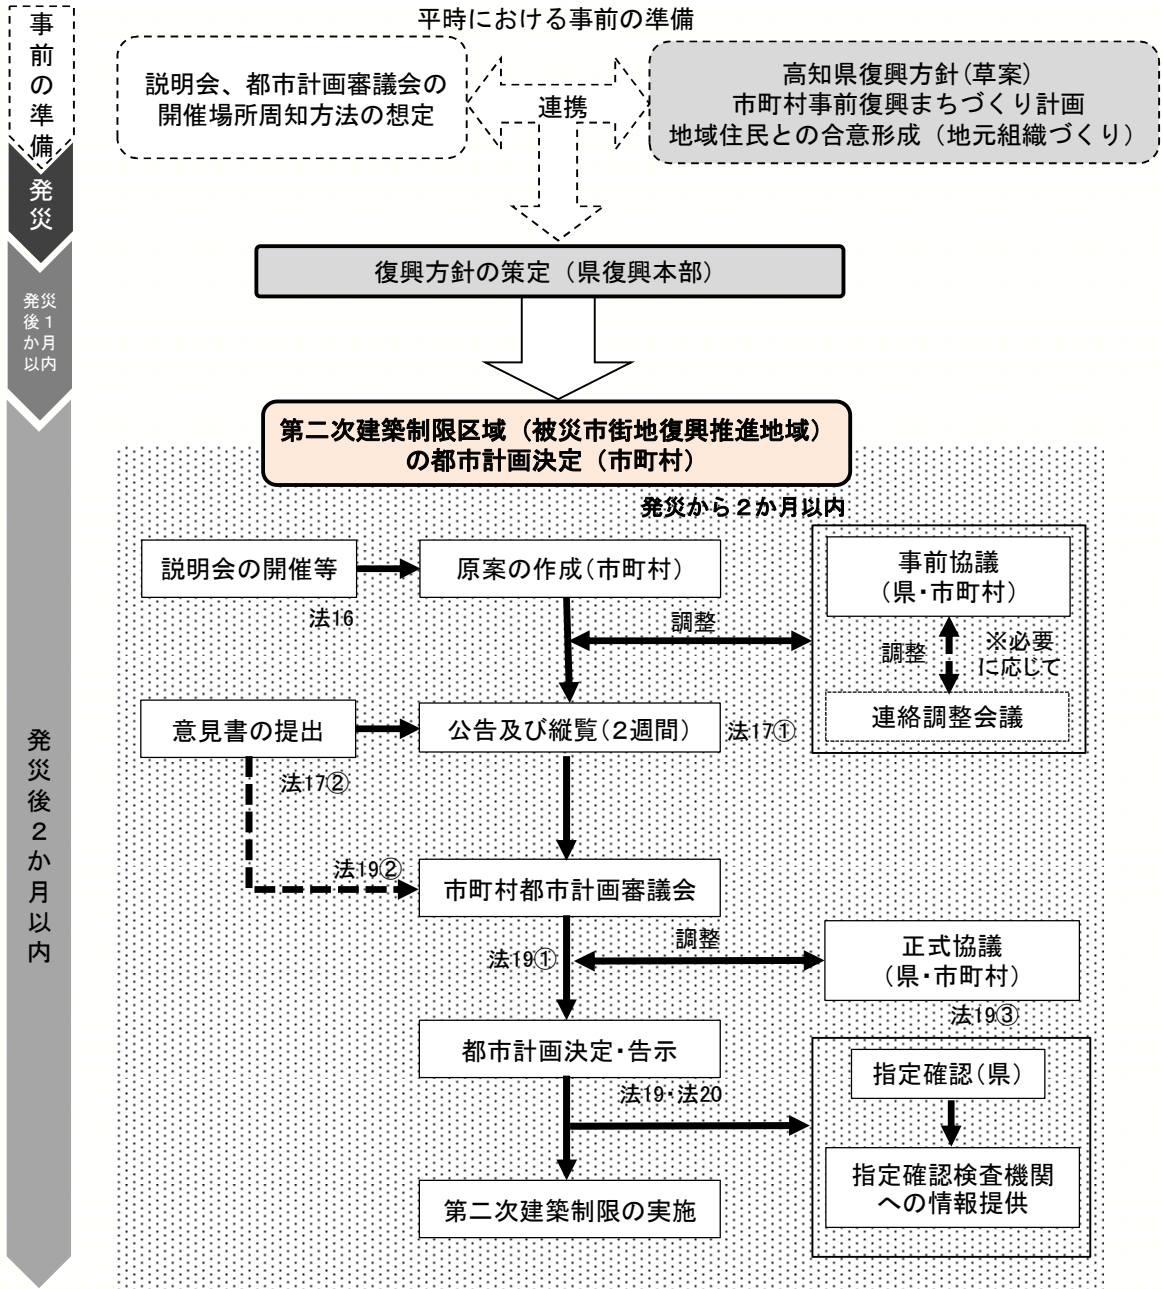 事前の準備
発災
発災
後１
か月
以内
発災後２か月以内
平時における事前の準備
説明会、都市計画審議会の
開催場所周知方法の想定
連携
高知県復興方針(草案)
市町村事前復興まちづくり計画
地域住民との合意形成（地元組織づくり）
復興方針の策定（県復興本部）
第二次建築制限区域（被災市街地復興推進地域）
の都市計画決定（市町村）
発災から２か月以内
説明会の開催等
法16
原案の作成(市町村)
調整
事前協議
(県・市町村)
調整
※必要
に応じて
連絡調整会議
意見書の提出
法17②
公告及び縦覧(２週間)
法17①
法19②
市町村都市計画審議会
法19①
調整
正式協議
(県・市町村)
法19③
都市計画決定・告示
法19・法20
指定確認(県)
指定確認検査機関
への情報提供
第二次建築制限の実施